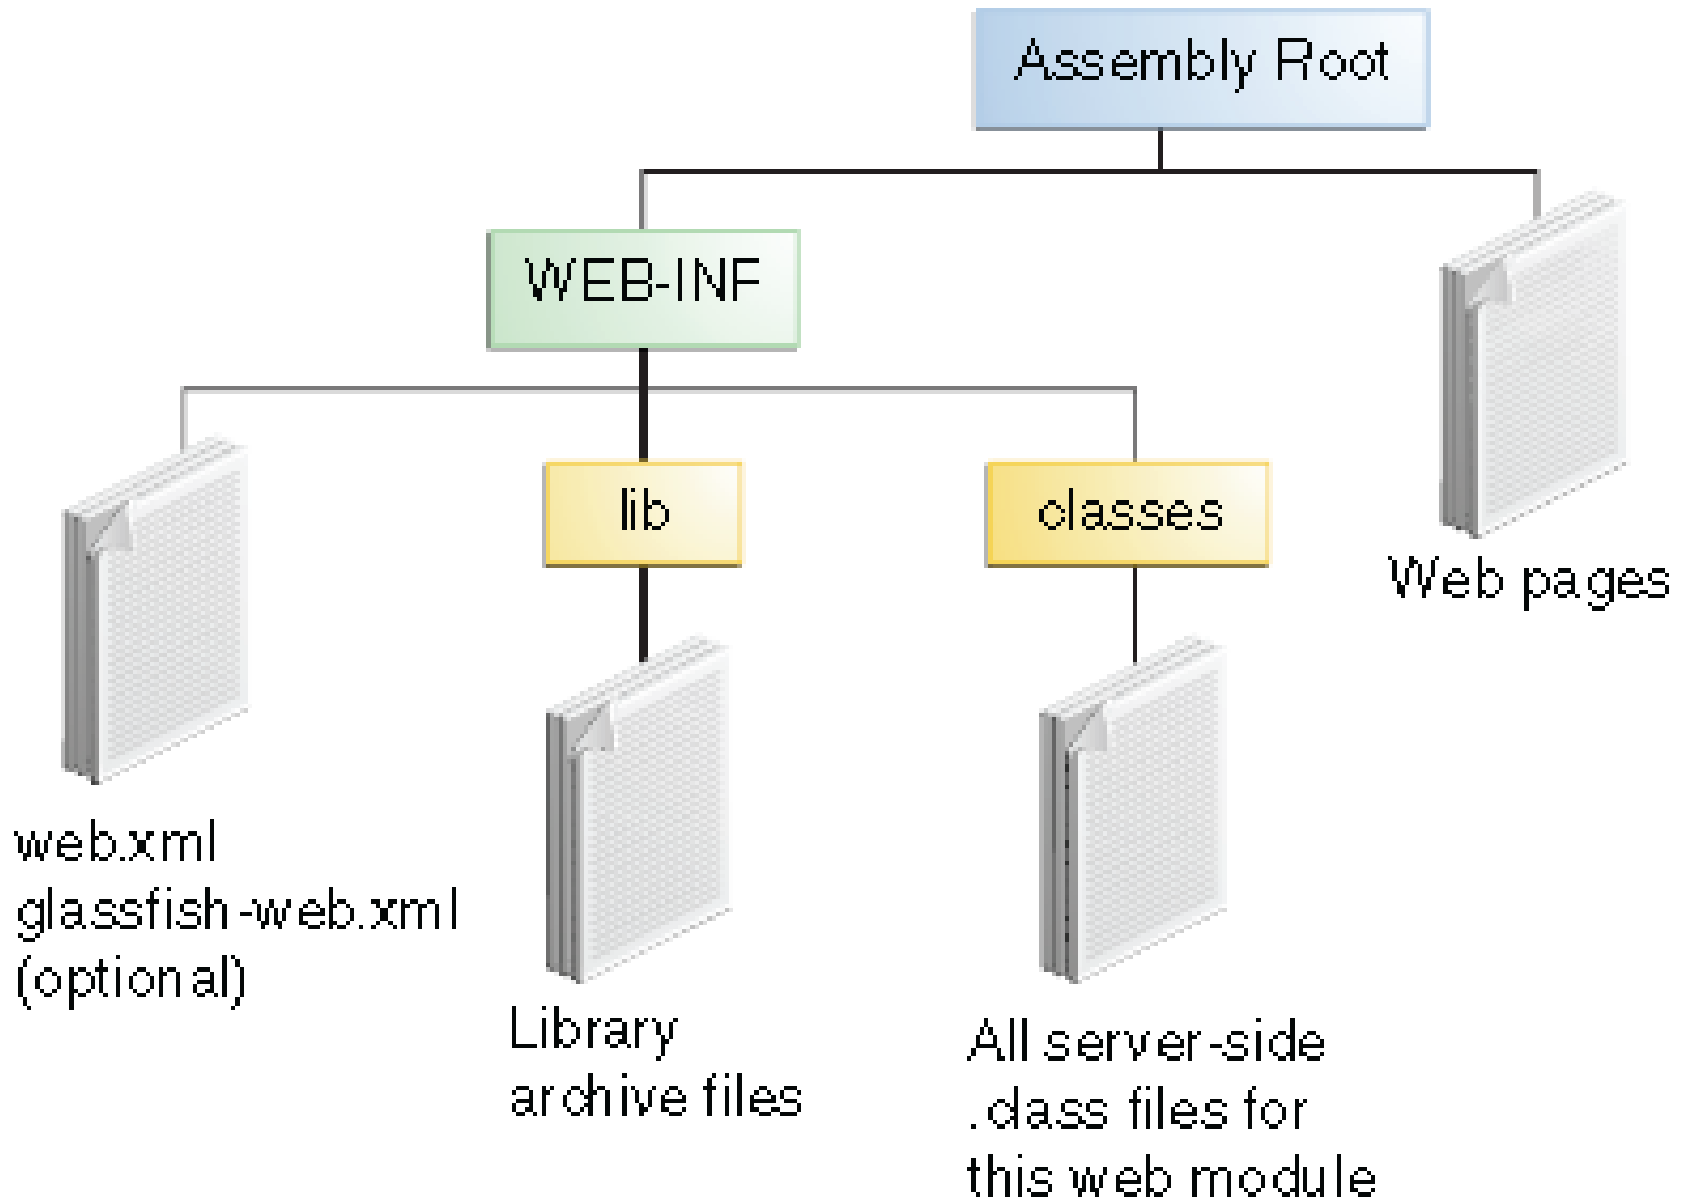 Assembly Root
WEB-INF
lib
classes
Web pages
web.xml
glassfish-web.xml
(optional)
Library
archive files
All server-side
.class files for
this web module